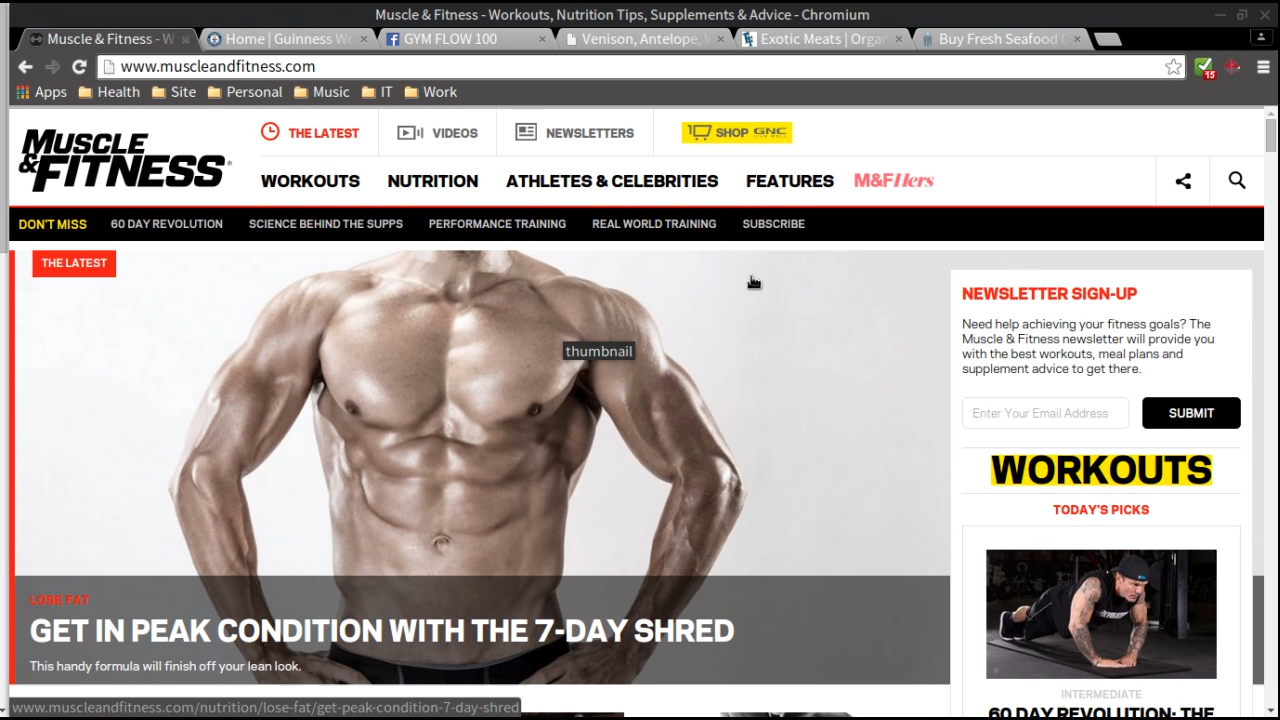 Muscle & Fitness - Workouts, Nutrition Tips, Supplements & Advice - Chromium
Muscle & Fitness - W
Home | Guinness Wo
GYM FLOW 100
Venison, Antelope,
Exotic Meats | Orga
Buy Fresh Seafood
www.muscleandfitness.com
15
Apps Health Site Personal Music IT Work
MUSCLE
&FITNESS
THE LATEST VIDEOS NEWSLETTERS SHOP GNC
WORKOUTS NUTRITION ATHLETES & CELEBRITIES FEATURES M&F Hers
DON'T MISS 60 DAY REVOLUTION SCIENCE BEHIND THE SUPPS PERFORMANCE TRAINING REAL WORLD TRAINING SUBSCRIBE
THE LATEST
thumbnail
LOSE FAT
GET IN PEAK CONDITION WITH THE 7-DAY SHRED
This handy formula will finish off your lean look.
NEWSLETTER SIGN-UP
Need help achieving your fitness goals? The
Muscle & Fitness newsletter will provide you
with the best workouts, meal plans and
supplement advice to get there.
Enter Your Email Address SUBMIT
WORKOUTS
TODAY'S PICKS
INTERMEDIATE
60 DAY REVOLUTION: THE
www.muscleandfitness.com/nutrition/lose-fat/get-peak-condition-7-day-shred